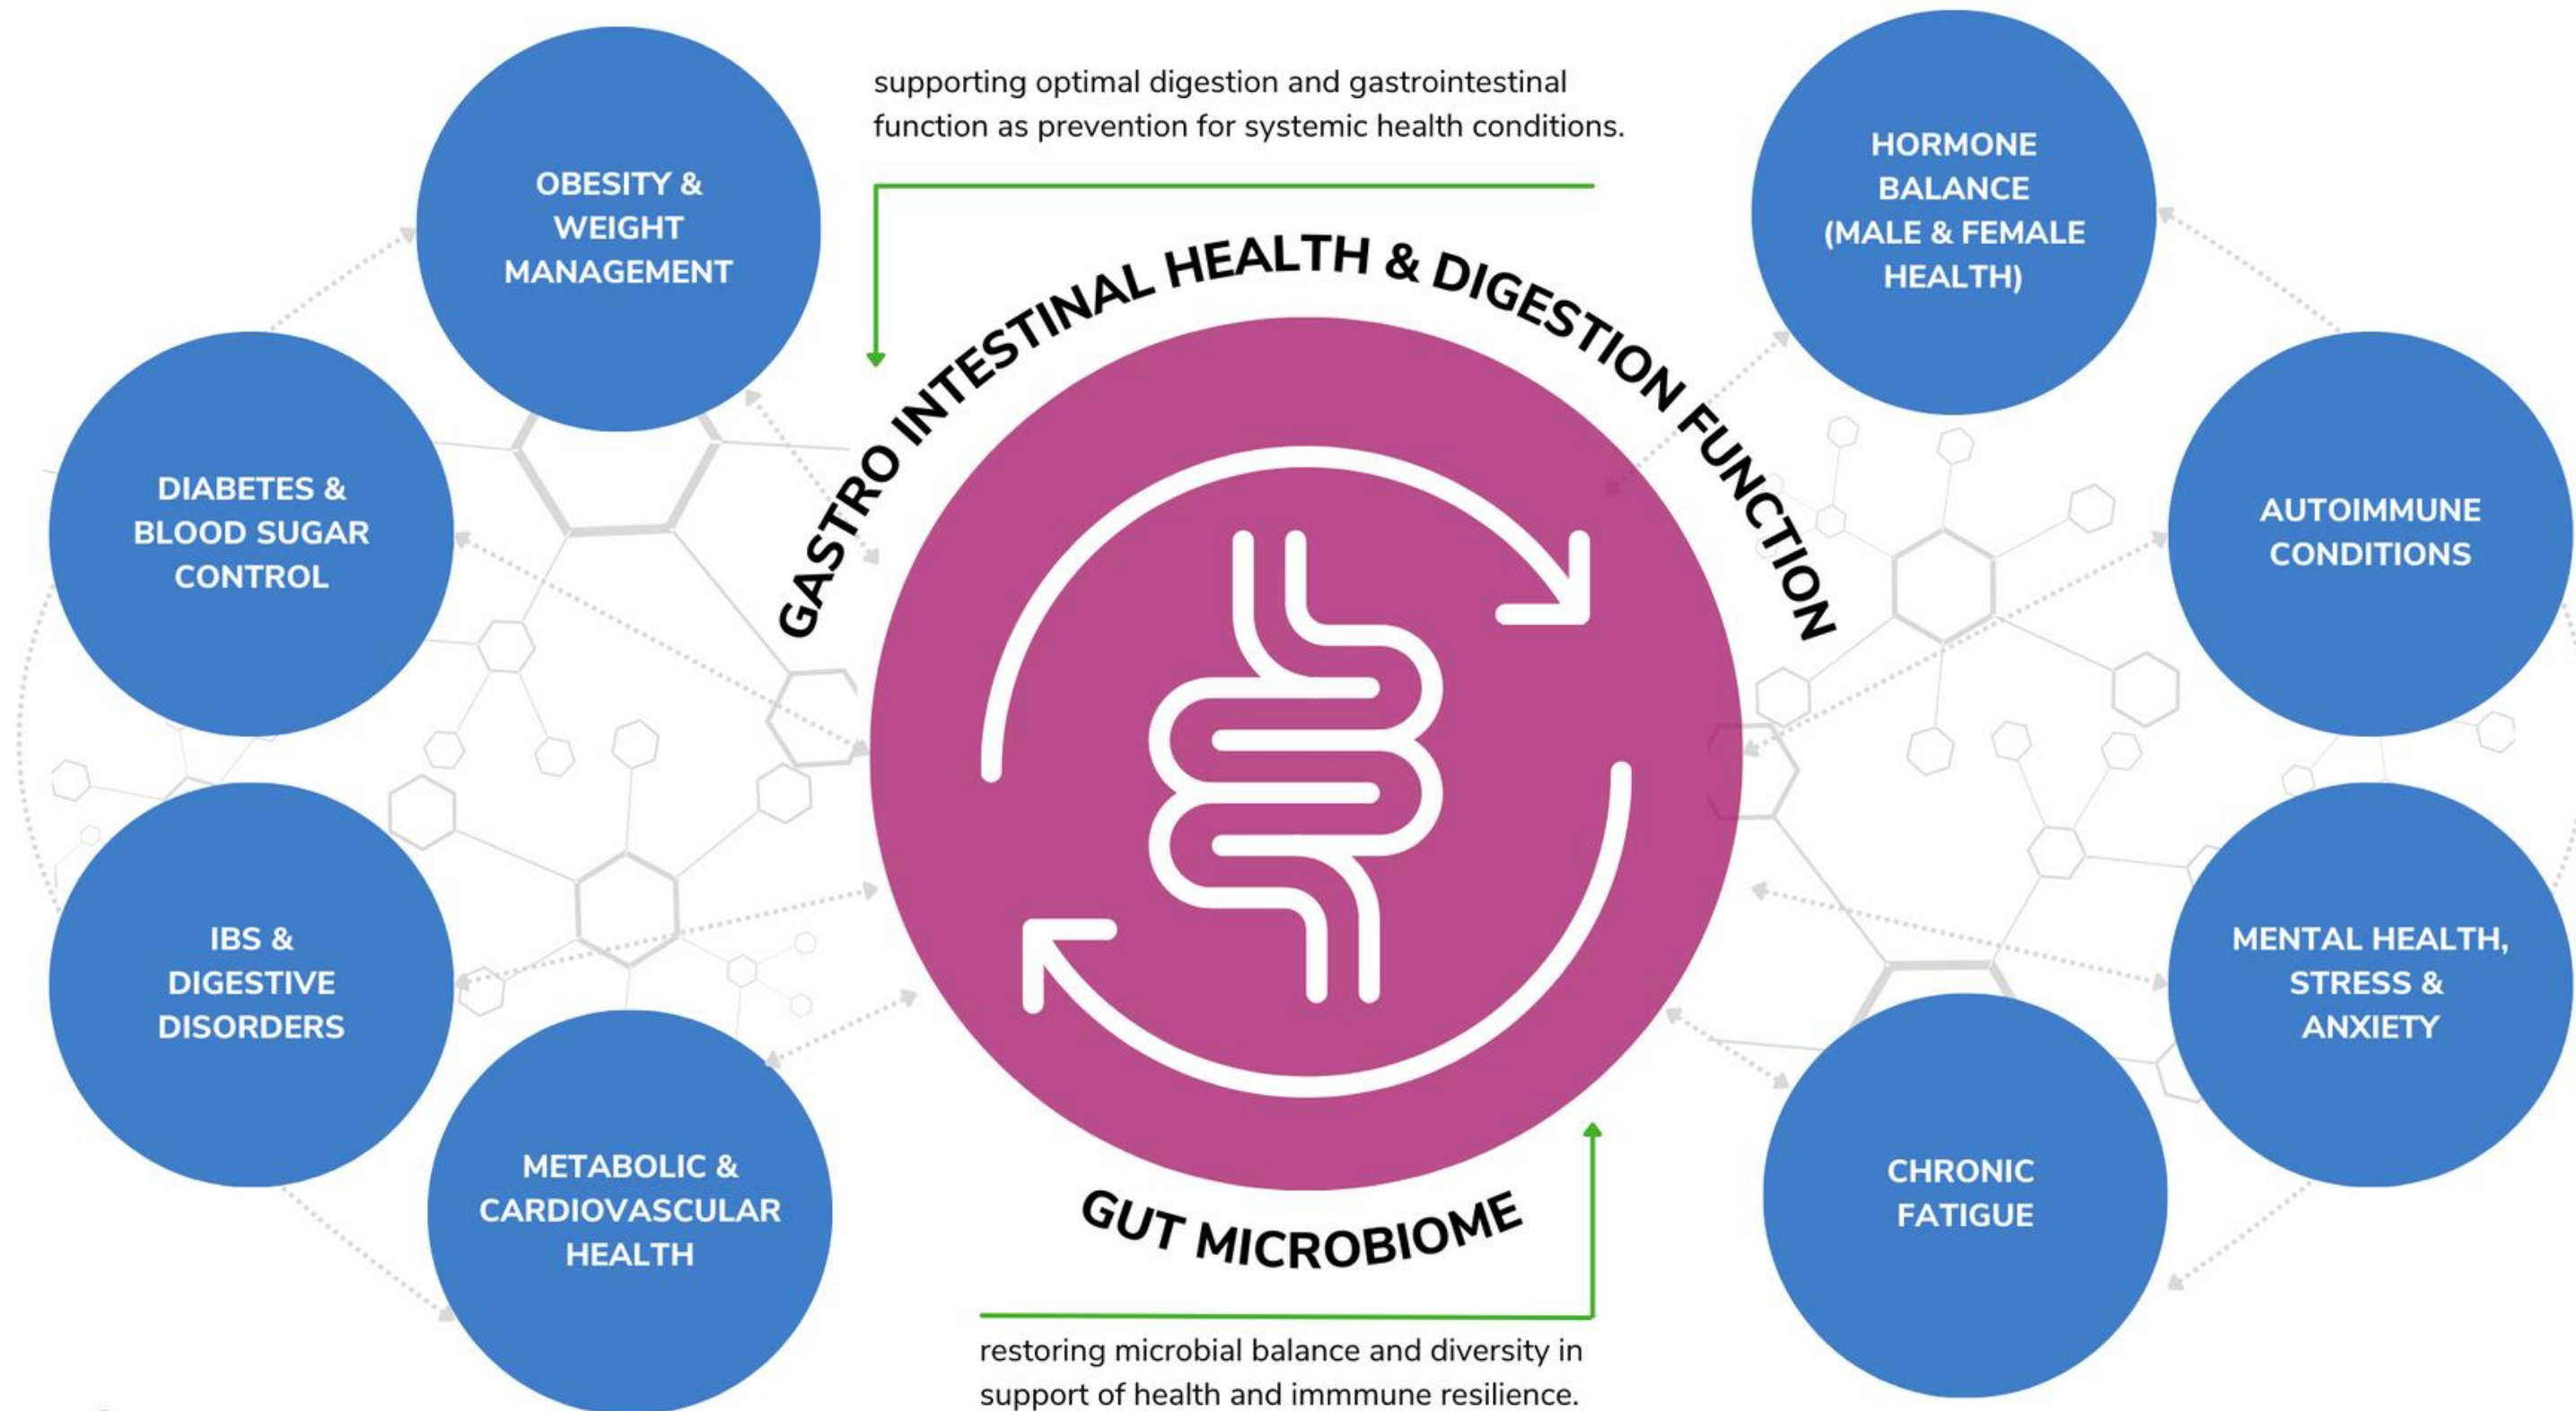 supporting optimal digestion and gastrointestinal
function as prevention for systemic health conditions.
OBESITY &
WEIGHT
MANAGEMENT
HORMONE
BALANCE
(MALE & FEMALE
HEALTH)
GASTRO INTESTINAL HEALTH & DIGESTION FUNCTION
DIABETES &
BLOOD SUGAR
CONTROL
AUTOIMMUNE
CONDITIONS
IBS &
DIGESTIVE
DISORDERS
MENTAL HEALTH,
STRESS &
ANXIETY
METABOLIC &
CARDIOVASCULAR
HEALTH
CHRONIC
FATIGUE
GUT MICROBIOME
restoring microbial balance and diversity in
support of health and immmune resilience.